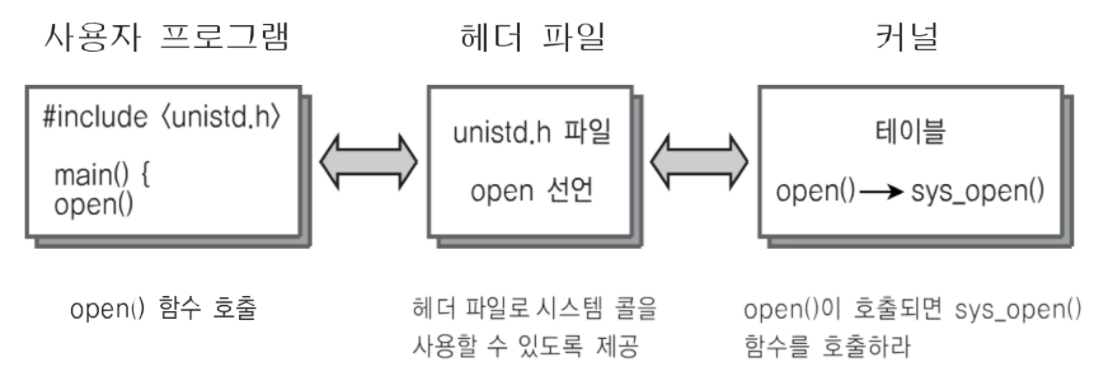 사용자 프로그램
#include 〈unistd.h〉
main() {
open()
open() 함수 호출
헤더 파일
unistd.h 파일
open 선언
헤더 파일로 시스템 콜을
사용할 수 있도록 제공
커널
테이블
open() → sys_open()
open()이 호출되면 sys_open()
함수를 호출하라